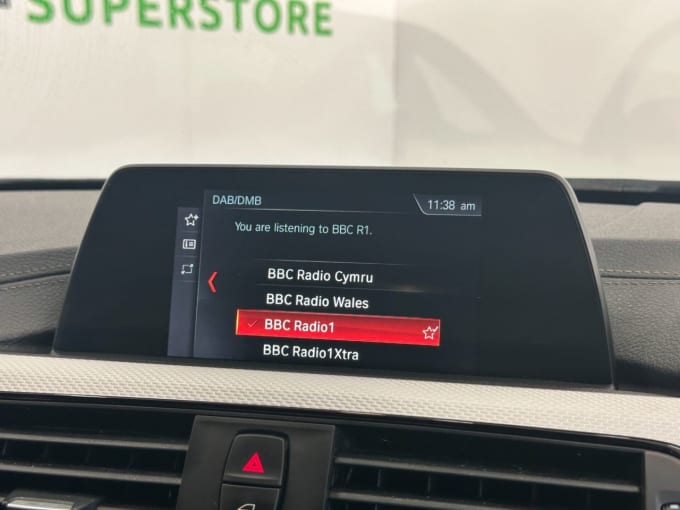 SUPERSTORE
DAB/DMB
11:38 am
You are listening to BBC R1.
BBC Radio Cymru
BBC Radio Wales
BBC Radio1
BBC Radio1Xtra